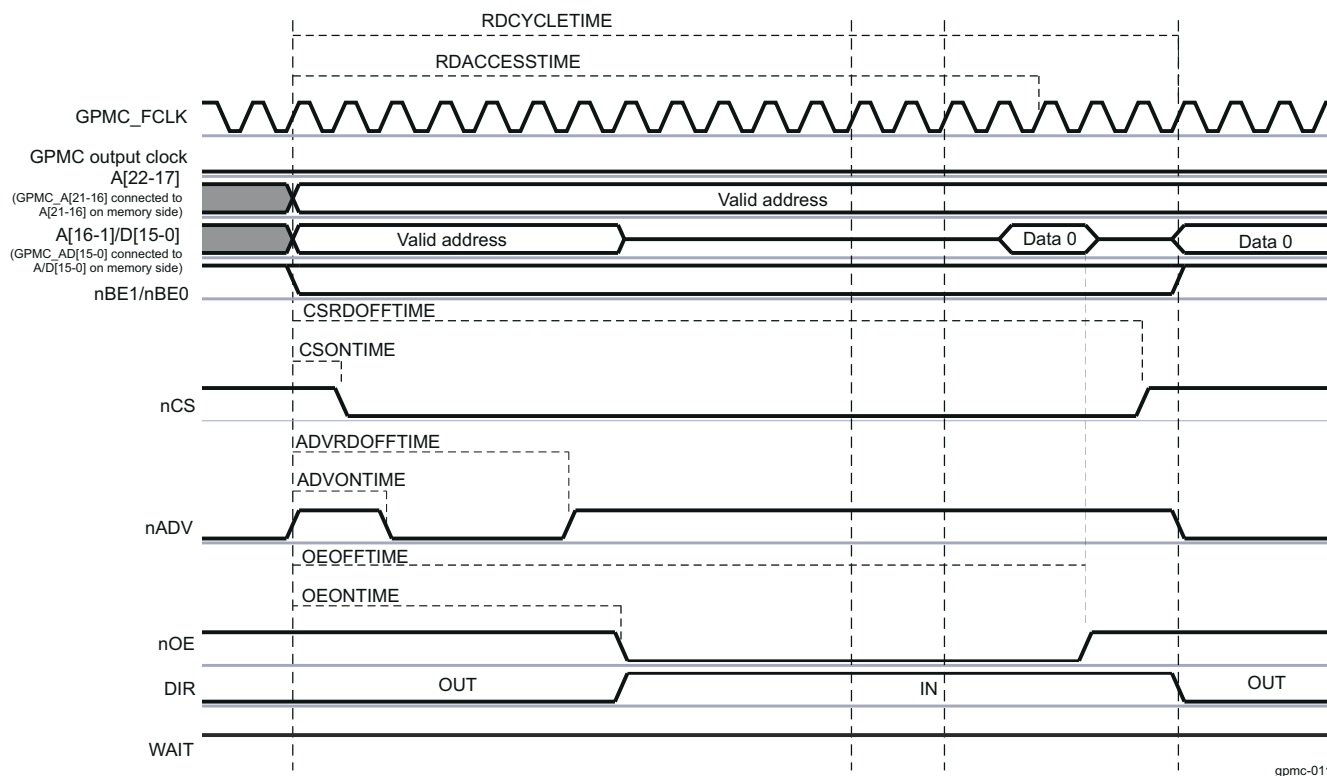 RDCYCLETIME
RDACCESSTIME
GPMC_FCLK
GPMC output clock
A[22-17]
(GPMC_A[21-16] connected to
A[21-16] on memory side)
Valid address
A[16-1]/D[15-0]
(GPMC_AD[15-0] connected to
A/D[15-0] on memory side)
Valid address
Data 0
Data 0
nBE1/nBE0
CSRDOFFTIME
CSONTIME
nCS
ADVRDOFFTIME
ADVONTIME
nADV
OEOFFTIME
OEONTIME
nOE
DIR
OUT
IN
OUT
WAIT